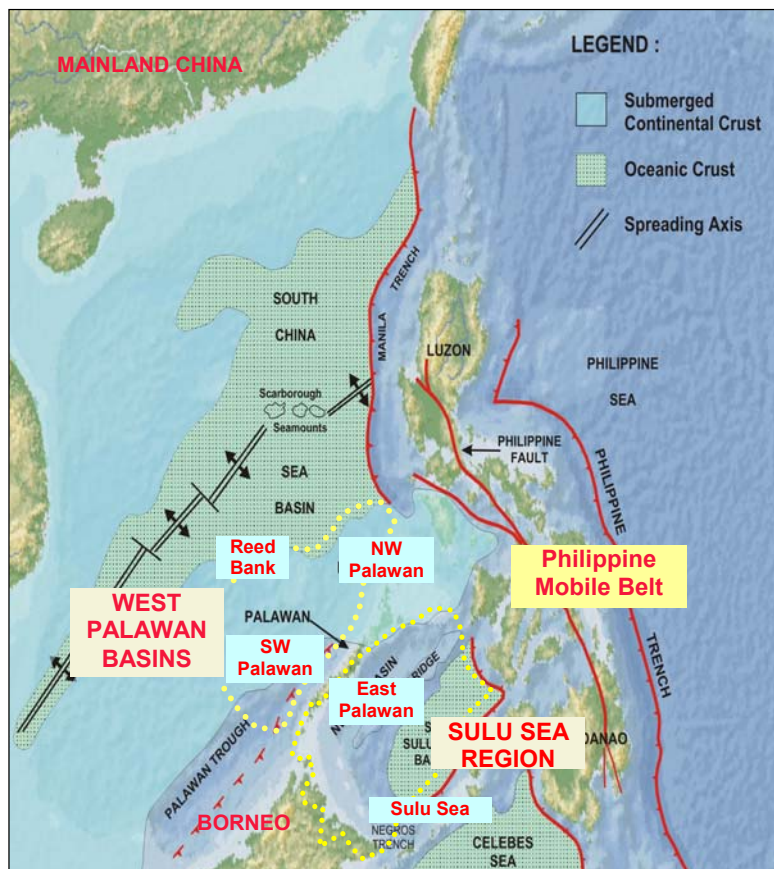 MAINLAND CHINA
LEGEND :
Submerged
Continental Crust
Oceanic Crust
Spreading Axis
SOUTH
CHINA
SEA
BASIN
MANILA
TRENCH
LUZON
PHILIPPINE
SEA
Scarborough
Seamounts
PHILIPPINE
FAULT
PHILIPPINE
TRENCH
Reed
Bank
NW
Palawan
Philippine
Mobile Belt
WEST
PALAWAN
BASINS
PALAWAN
SW
Palawan
East
Palawan
SULU SEA
REGION
PALAWAN TROUGH
Sulu Sea
BORNEO
NEGROS
TRENCH
CELEBES
SEA